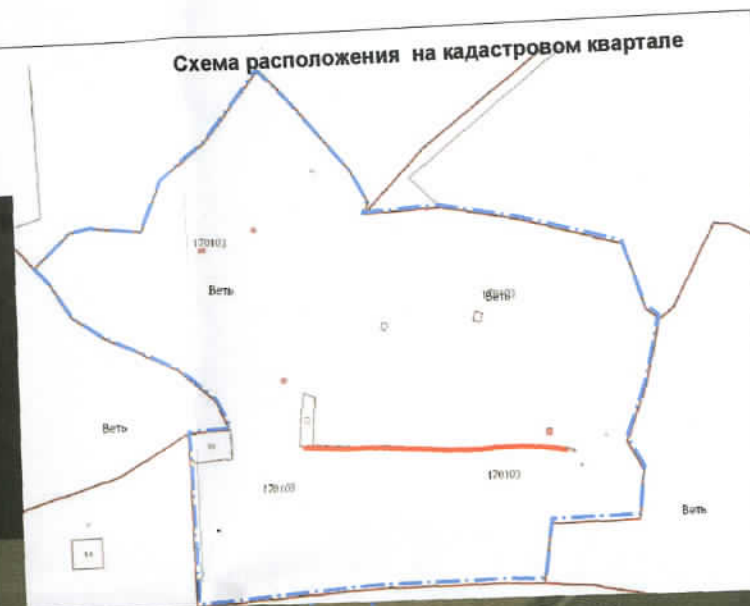 Схема расположения на кадастровом квартале
170103
Веть
Веть
Веть
170103
170103
Веть